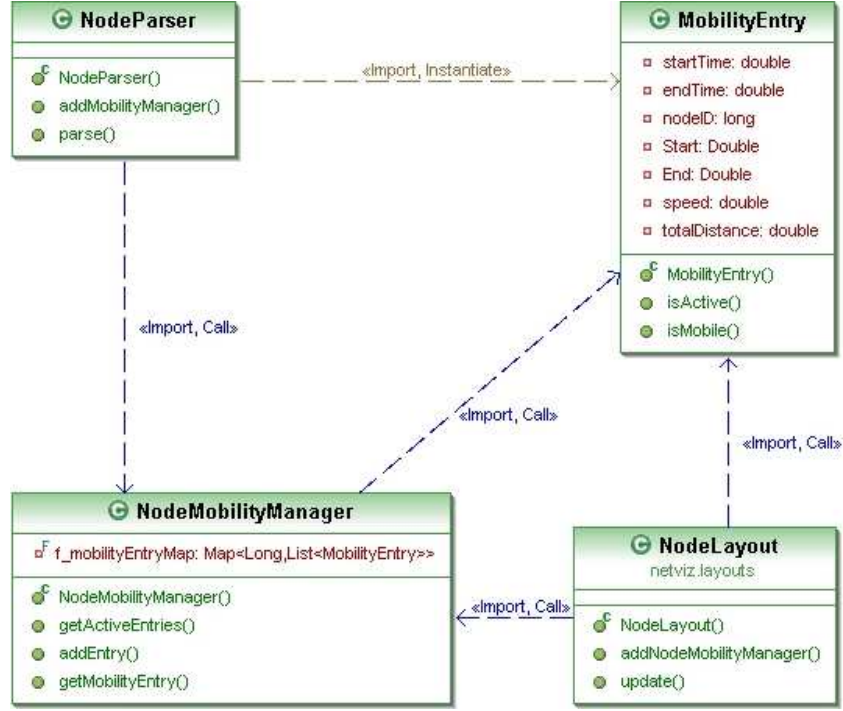 NodeParser
NodeParser()
addMobilityManager()
parse()
«Import, Instantiate»
MobilityEntry
startTime: double
endTime: double
nodeID: long
Start: Double
End: Double
speed: double
totalDistance: double
MobilityEntry()
isActive()
isMobile()
«Import, Call»
«Import, Call»
«Import, Call»
NodeMobilityManager
f_mobilityEntryMap: Map<Long,List<MobilityEntry>>
NodeMobilityManager()
getActiveEntries()
addEntry()
getMobilityEntry()
«Import, Call»
NodeLayout
netviz.layouts
NodeLayout()
addNodeMobilityManager()
update()